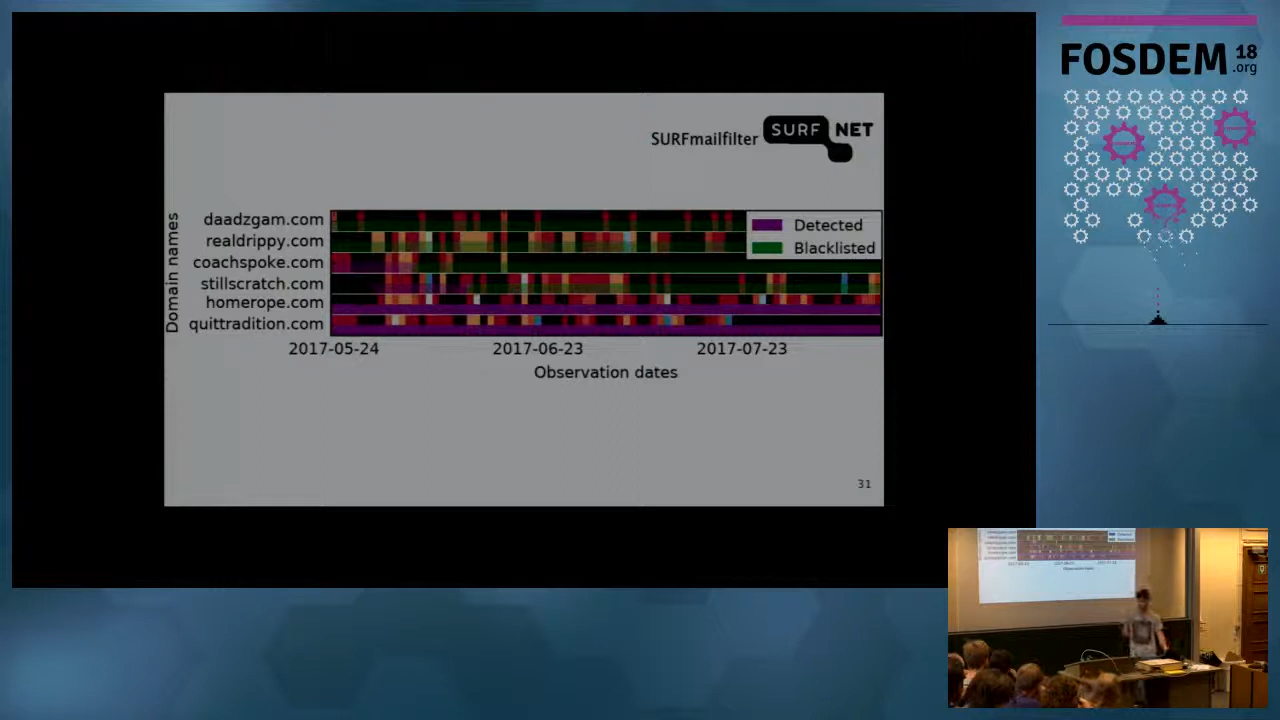 FOSDEM 18
.org
SURFmailfilter SURF NET
Domain names
daadzgam.com
realdrippy.com
coachspoke.com
stillscratch.com
homerope.com
quittradition.com
Detected
Blacklisted
2017-05-24 2017-06-23 2017-07-23
Observation dates
31